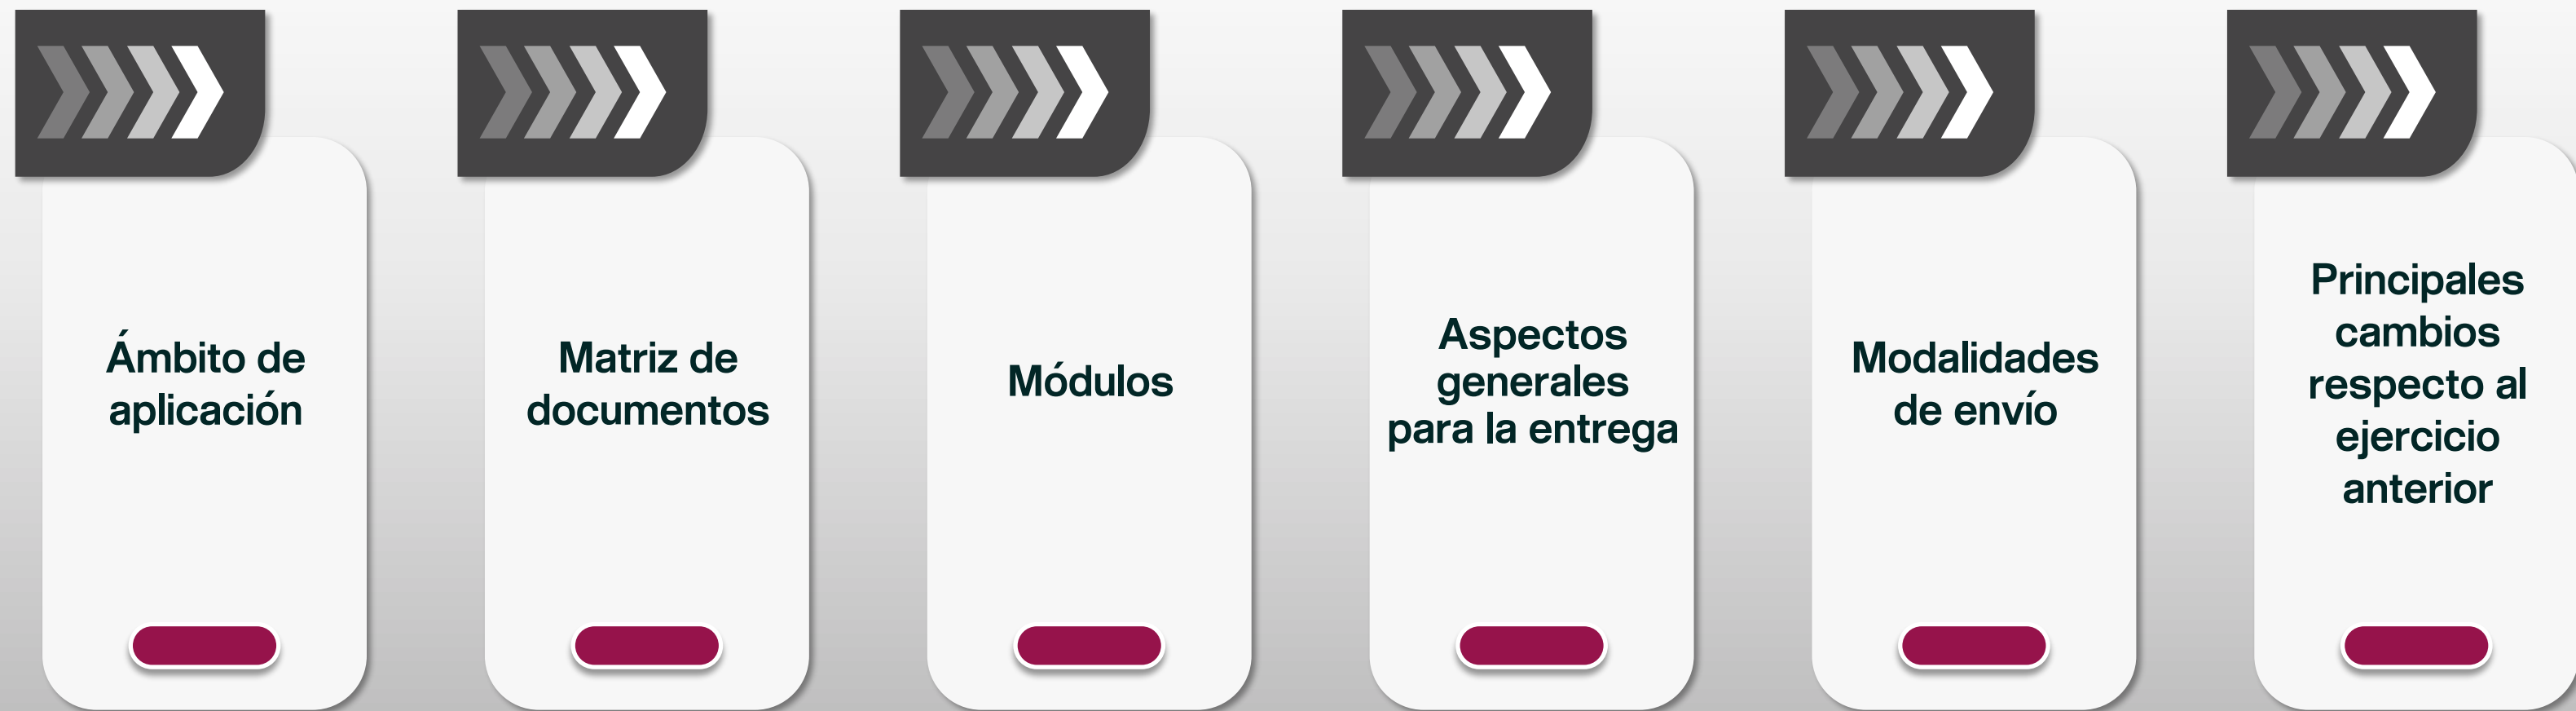 Ámbito de
aplicación
Matriz de
documentos
Módulos
Aspectos
generales
para la entrega
Modalidades
de envío
Principales
cambios
respecto al
ejercicio
anterior